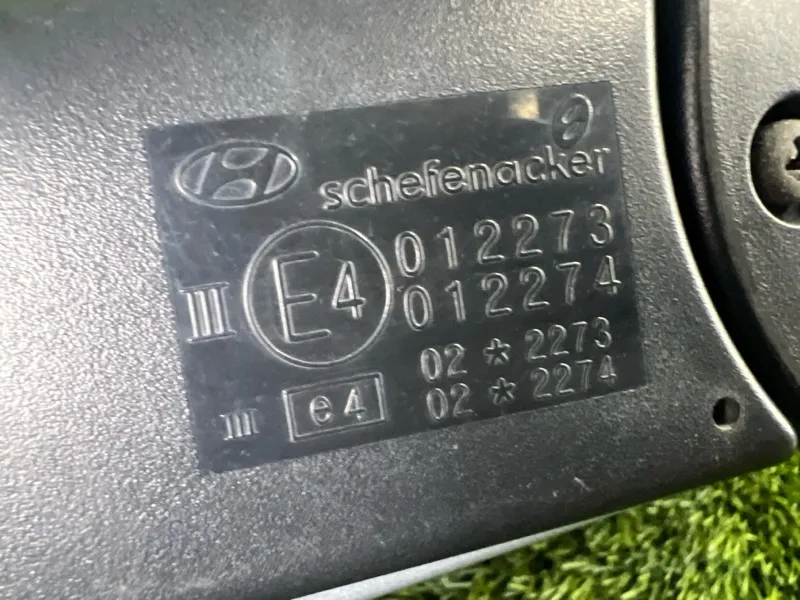 schefenacker
III E4 012273
012274
02 * 2273
III e4 02 * 2274